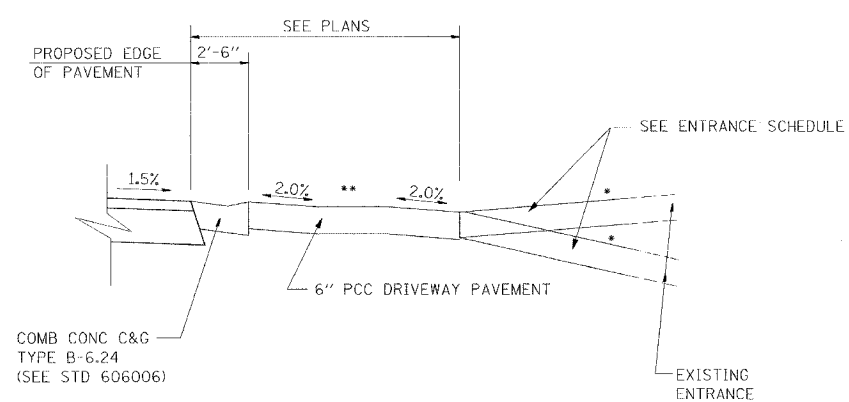 SEE PLANS
PROPOSED EDGE
OF PAVEMENT
2'-6"
SEE ENTRANCE SCHEDULE
1.5%
2.0%
**
2.0%
*
*
6" PCC DRIVEWAY PAVEMENT
COMB CONC C&G
TYPE B-6.24
(SEE STD 606006)
EXISTING
ENTRANCE